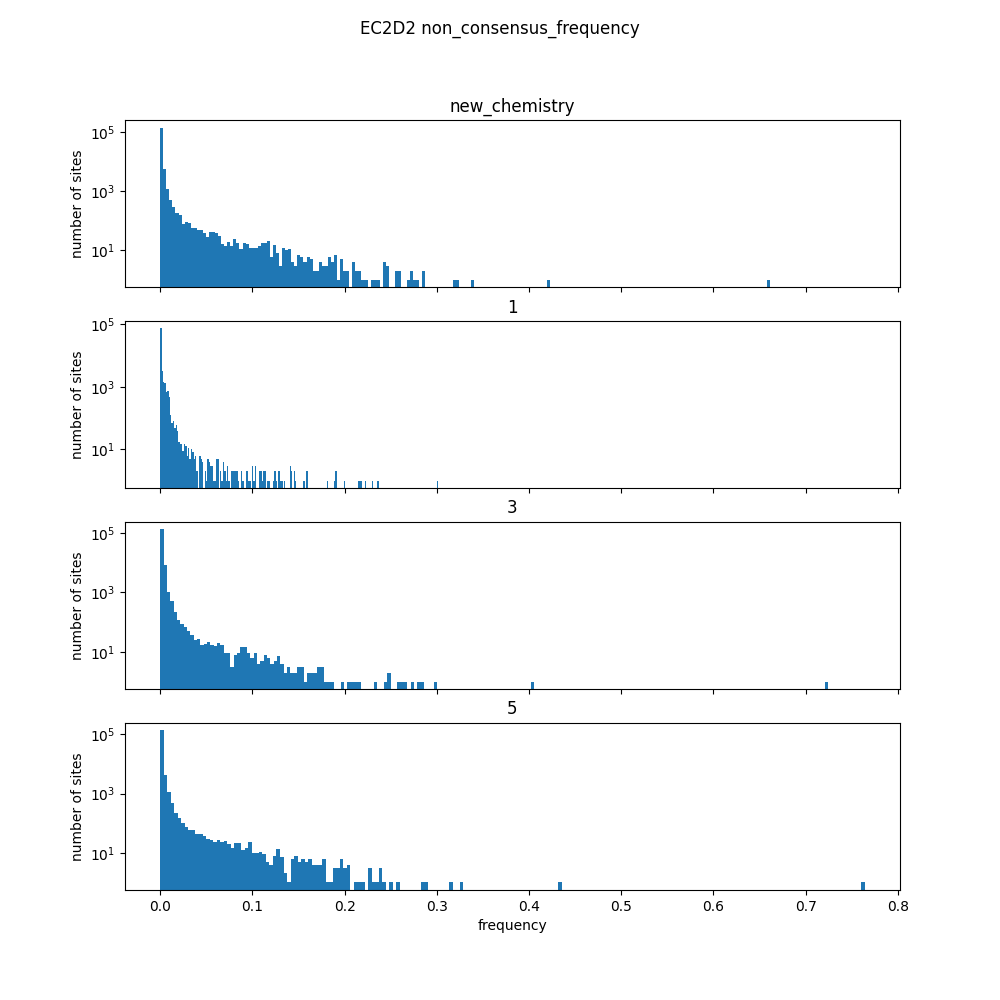 EC2D2 non_consensus_frequency
new_chemistry
number of sites
10^5
10^3
10^1
1
number of sites
10^5
10^3
10^1
3
number of sites
10^5
10^3
10^1
5
number of sites
10^5
10^3
10^1
0.0 0.1 0.2 0.3 0.4 0.5 0.6 0.7 0.8
frequency